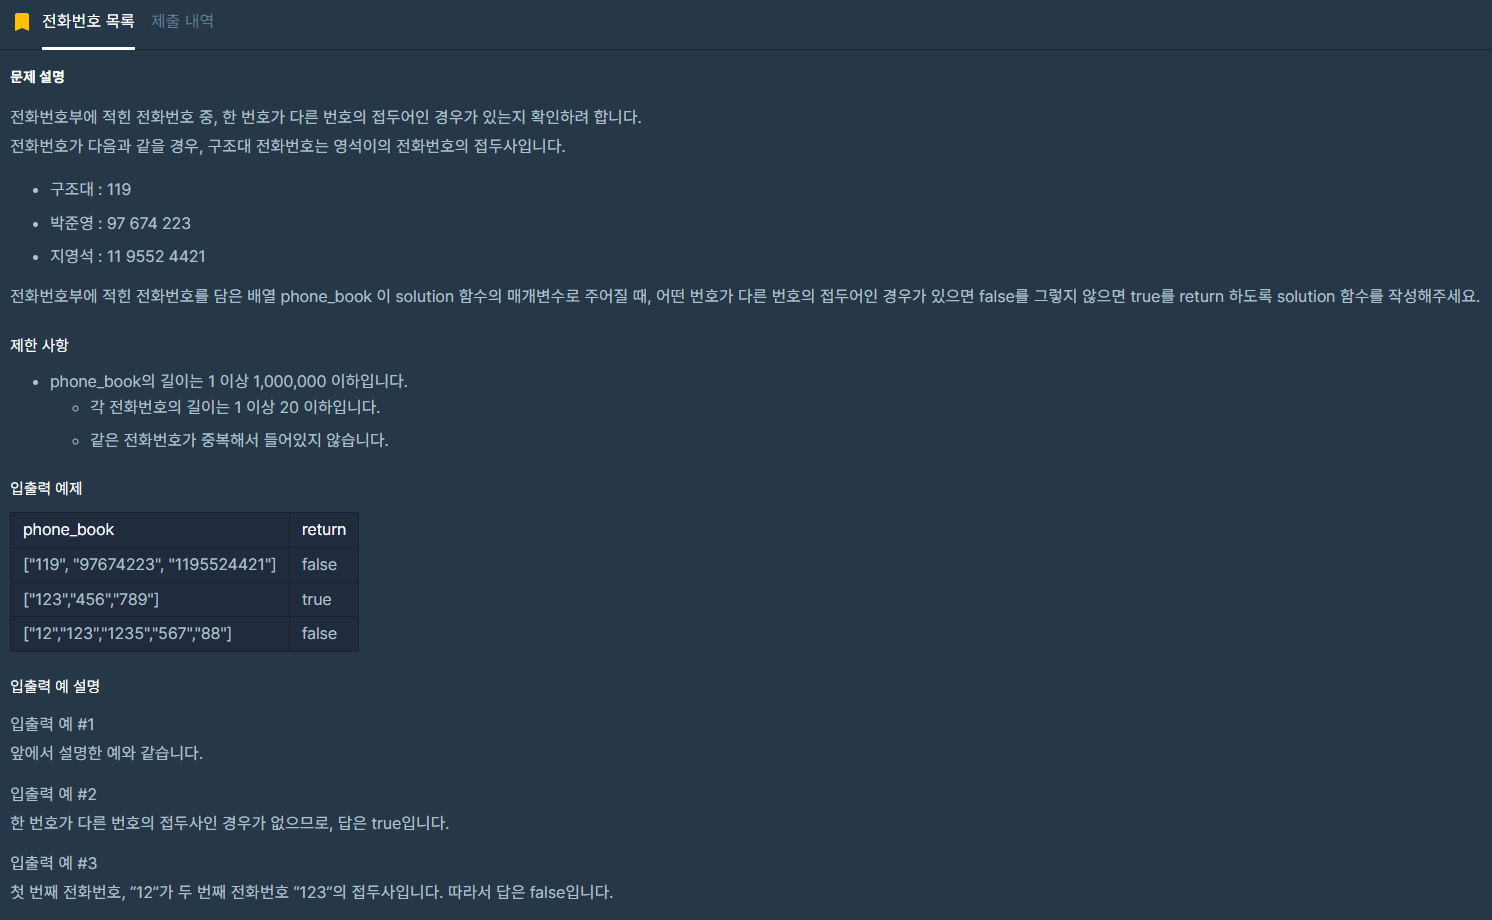 전화번호 목록 제출 내역
문제 설명
전화번호부에 적힌 전화번호 중, 한 번호가 다른 번호의 접두어인 경우가 있는지 확인하려 합니다.
전화번호가 다음과 같을 경우, 구조대 전화번호는 영석이의 전화번호의 접두사입니다.
• 구조대 : 119
• 박준영 : 97 674 223
• 지영석 : 11 9552 4421
전화번호부에 적힌 전화번호를 담은 배열 phone_book 이 solution 함수의 매개변수로 주어질 때, 어떤 번호가 다른 번호의 접두어인 경우가 있으면 false를 그렇지 않으면 true를 return 하도록 solution 함수를 작성해주세요.
제한 사항
• phone_book의 길이는 1 이상 1,000,000 이하입니다.
◦ 각 전화번호의 길이는 1 이상 20 이하입니다.
◦ 같은 전화번호가 중복해서 들어있지 않습니다.
입출력 예제
phone_book return
["119", "97674223", "1195524421"] false
["123","456","789"] true
["12","123","1235","567","88"] false
입출력 예 설명
입출력 예 #1
앞에서 설명한 예와 같습니다.
입출력 예 #2
한 번호가 다른 번호의 접두사인 경우가 없으므로, 답은 true입니다.
입출력 예 #3
첫 번째 전화번호, “12”가 두 번째 전화번호 “123”의 접두사입니다. 따라서 답은 false입니다.